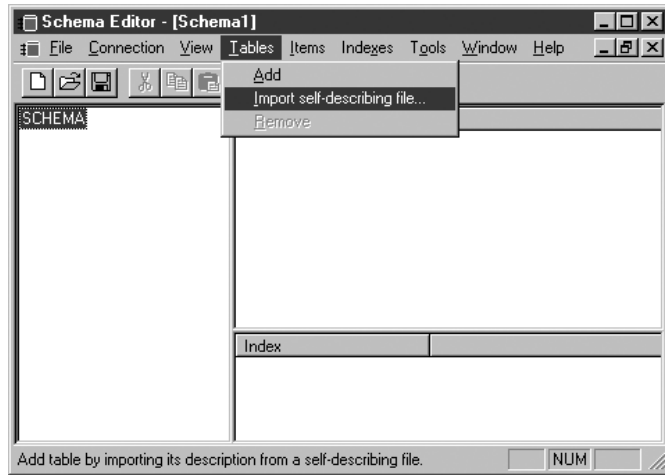 Schema Editor - [Schema1]
File Connection View Tables Items Indexes Tools Window Help
Add
Import self-describing file...
Remove
SCHEMA
Index
Add table by importing its description from a self-describing file. NUM